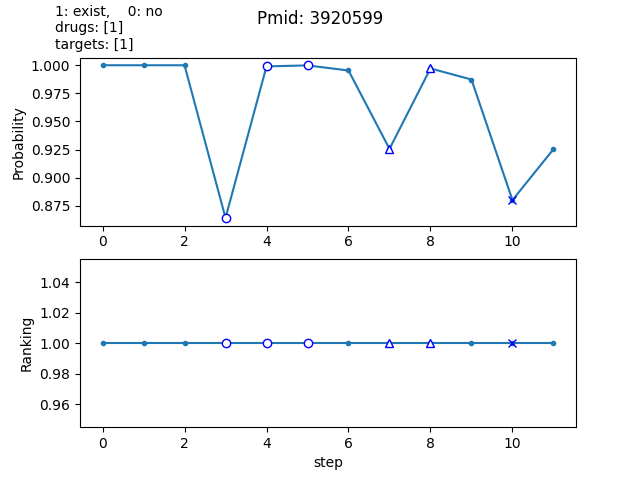 1: exist,    0: no
Pmid: 3920599
drugs: [1]
targets: [1]
1.000
0.975
0.950
0.925
0.900
0.875
Probability
0 2 4 6 8 10
1.04
1.02
1.00
0.98
0.96
Ranking
0 2 4 6 8 10
step